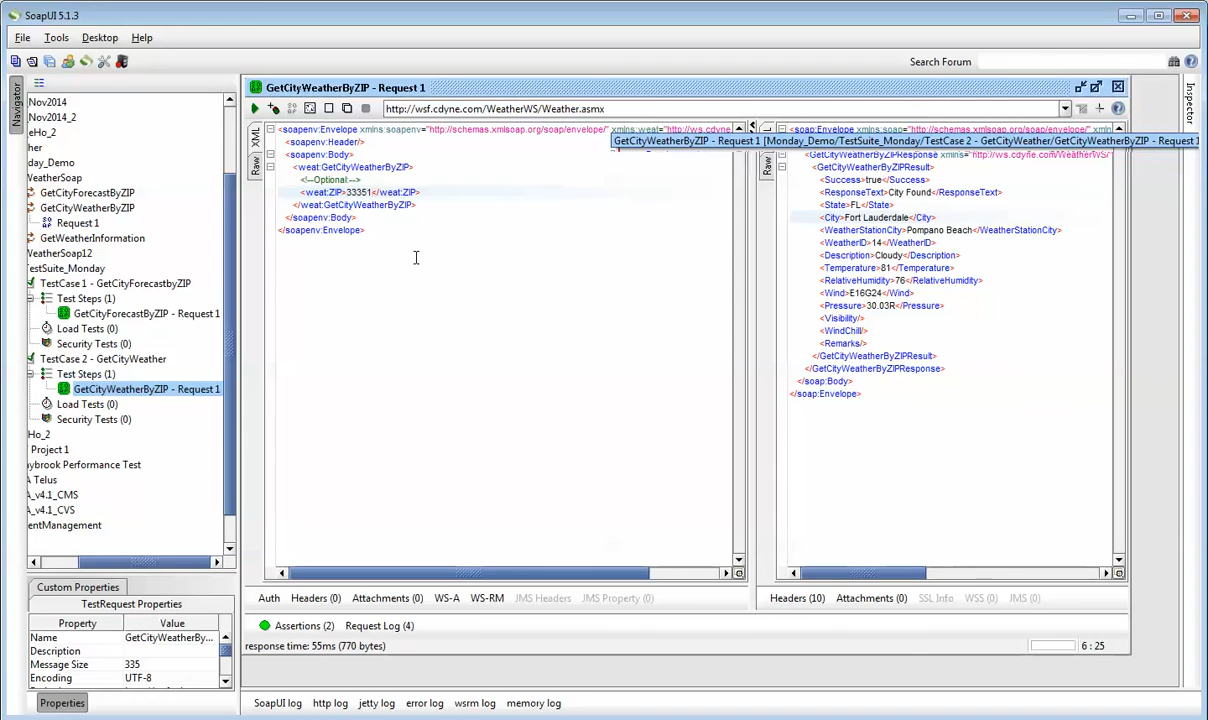 SoapUI 5.1.3
File Tools Desktop Help
Search Forum
Navigator
Nov2014
Nov2014_2
eHo_2
her
day_Demo
WeatherSoap
GetCityForecastByZIP
GetCityWeatherByZIP
Request 1
GetWeatherInformation
WeatherSoap12
TestSuite_Monday
TestCase 1 - GetCityForecastbyZIP
Test Steps (1)
GetCityForecastByZIP - Request 1
Load Tests (0)
Security Tests (0)
TestCase 2 - GetCityWeather
Test Steps (1)
GetCityWeatherByZIP - Request 1
Load Tests (0)
Security Tests (0)
Ho_2
Project 1
aybrook Performance Test
A Telus
A_v4.1_CMS
A_v4.1_CVS
entManagement
Custom Properties
TestRequest Properties
Property Value
Name GetCityWeatherBy...
Description
Message Size 335
Encoding UTF-8
Properties
GetCityWeatherByZIP - Request 1
http://wsf.cdyne.com/WeatherWS/Weather.asmx
XML
Raw
<soapenv:Envelope xmlns:soapenv="http://schemas.xmlsoap.org/soap/envelope/" xmlns:weat="http://ws.cdyne
<soapenv:Header/>
<soapenv:Body>
<weat:GetCityWeatherByZIP>
<!--Optional:-->
<weat:ZIP>33351</weat:ZIP>
</weat:GetCityWeatherByZIP>
</soapenv:Body>
</soapenv:Envelope>
Raw
<soap:Envelope xmlns:soap="http://schemas.xmlsoap.org/soap/envelope/" xmln
GetCityWeatherByZIP - Request 1 [Monday_Demo/TestSuite_Monday/TestCase 2 - GetCityWeather/GetCityWeatherByZIP - Request 1
<GetCityWeatherByZIPResponse xmlns="http://ws.cdyne.com/WeatherWS/"
<GetCityWeatherByZIPResult>
<Success>true</Success>
<ResponseText>City Found</ResponseText>
<State>FL</State>
<City>Fort Lauderdale</City>
<WeatherStationCity>Pompano Beach</WeatherStationCity>
<WeatherID>14</WeatherID>
<Description>Cloudy</Description>
<Temperature>81</Temperature>
<RelativeHumidity>76</RelativeHumidity>
<Wind>E16G24</Wind>
<Pressure>30.03R</Pressure>
<Visibility/>
<WindChill/>
<Remarks/>
</GetCityWeatherByZIPResult>
</GetCityWeatherByZIPResponse>
</soap:Body>
</soap:Envelope>
Inspector
Auth Headers (0) Attachments (0) WS-A WS-RM JMS Headers JMS Property (0)
Headers (10) Attachments (0) SSL Info WSS (0) JMS (0)
Assertions (2) Request Log (4)
response time: 55ms (770 bytes)
6 : 25
SoapUI log http log jetty log error log wsrm log memory log